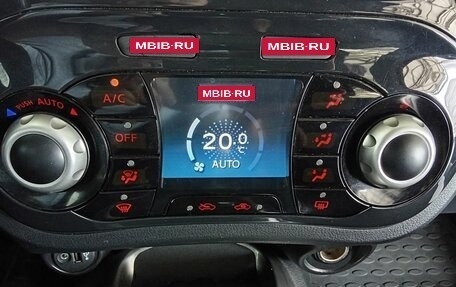 MBIB·RU
MBIB·RU
MBIB·RU
PUSH AUTO
A/C
OFF
20.0
°C
AUTO